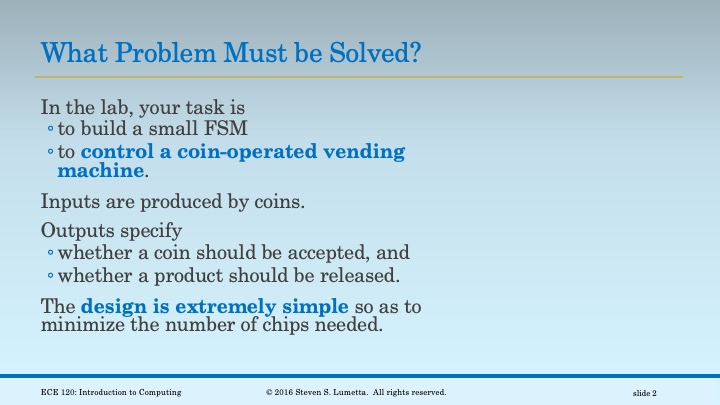 What Problem Must be Solved?
In the lab, your task is
◦ to build a small FSM
◦ to control a coin-operated vending
machine.
Inputs are produced by coins.
Outputs specify
◦ whether a coin should be accepted, and
◦ whether a product should be released.
The design is extremely simple so as to
minimize the number of chips needed.
ECE 120: Introduction to Computing © 2016 Steven S. Lumetta. All rights reserved. slide 2